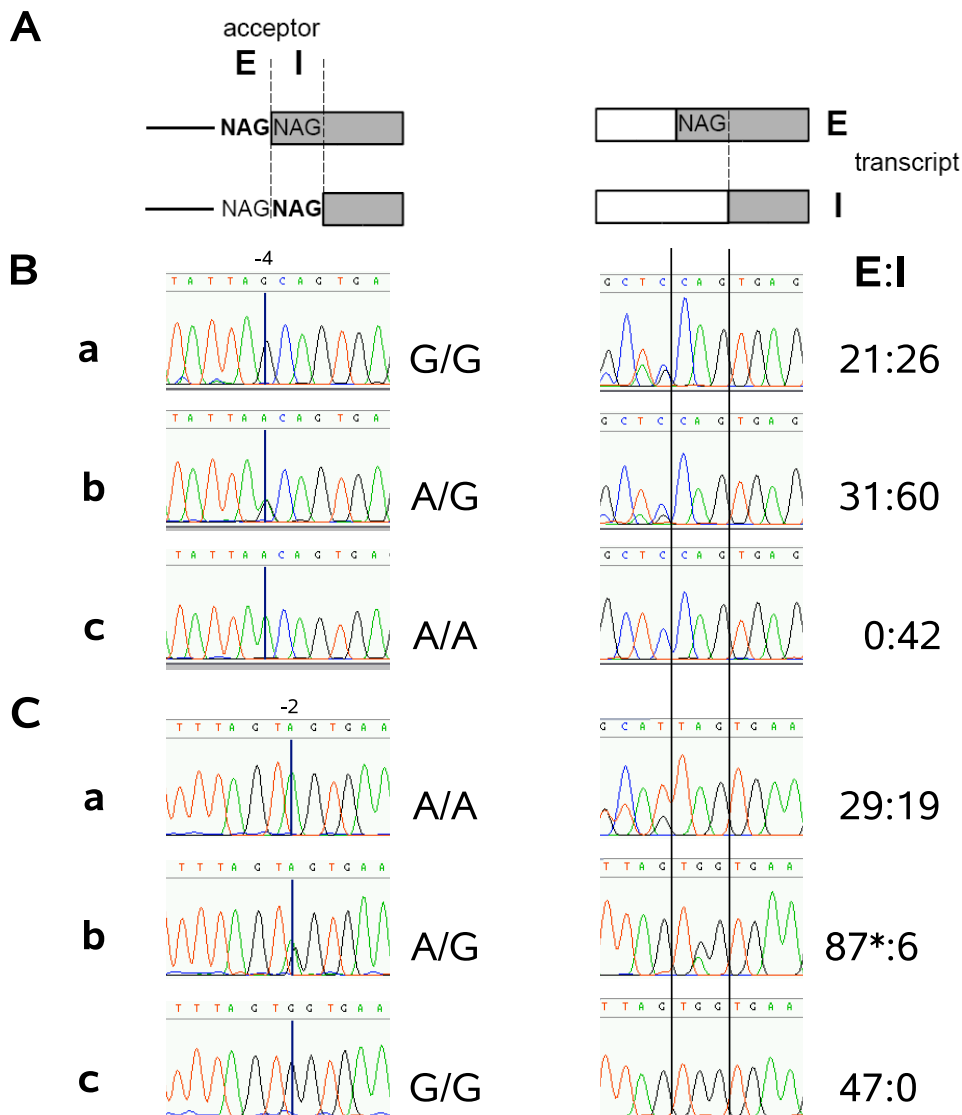 A
acceptor
E I
NAG NAG
NAG NAG
NAG E
transcript
I
B
-4
E:I
a
T A T T A G C A G T G A
G/G
G C T C C A G T G A G
21:26
b
T A T T A A C A G T G A
A/G
G C T C C A G T G A G
31:60
c
T A T T A A C A G T G A
A/A
G C T C C A G T G A G
0:42
C
-2
a
T T T A G T A G T G A A
A/A
G C A T T A G T G A A
29:19
b
T T T A G T A G T G A A
A/G
T T A G T G G T G A A
87*:6
c
T T T A G T G G T G A A
G/G
T T A G T G G T G A A
47:0